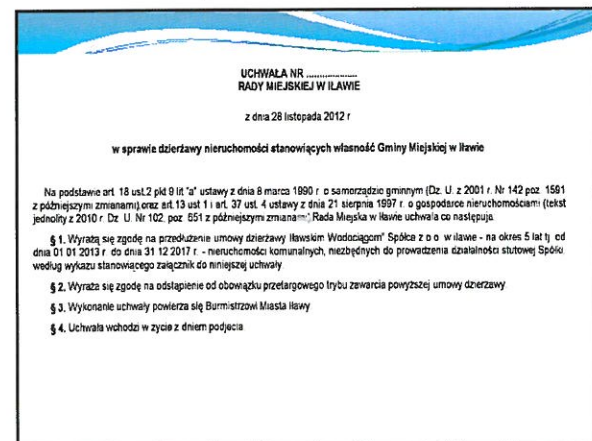 UCHWAŁA NR ...................
RADY MIEJSKIEJ W IŁAWIE
z dnia 28 listopada 2012 r
w sprawie dzierżawy nieruchomości stanowiących własność Gminy Miejskiej w Iławie
Na podstawie art. 18 ust.2 pkt 9 lit "a" ustawy z dnia 8 marca 1990 r. o samorządzie gminnym (Dz. U. z 2001 r. Nr 142 poz. 1591
z późniejszymi zmianami) oraz art.13 ust 1 i art. 37 ust. 4 ustawy z dnia 21 sierpnia 1997 r. o gospodarce nieruchomościami (tekst
jednolity z 2010 r. Dz. U. Nr 102, poz. 651 z późniejszymi zmianami) Rada Miejska w Iławie uchwala co następuje
§ 1. Wyrażą się zgodę na przedłużenie umowy dzierżawy Iławskim Wodociągom" Spółce z o o w Iławie - na okres 5 lat tj od
dnia 01 01 2013 r. do dnia 31 12 2017 r. - nieruchomości komunalnych, niezbędnych do prowadzenia działalności stutowej Spółki
według wykazu stanowiącego załącznik do niniejszej uchwały
§ 2. Wyraża się zgodę na odstąpienie od obowiązku przetargowego trybu zawarcia powyższej umowy dzierżawy
§ 3. Wykonanie uchwały powierza się Burmistrzowi Miasta Iławy
§ 4. Uchwała wchodzi w życie z dniem podjęcia